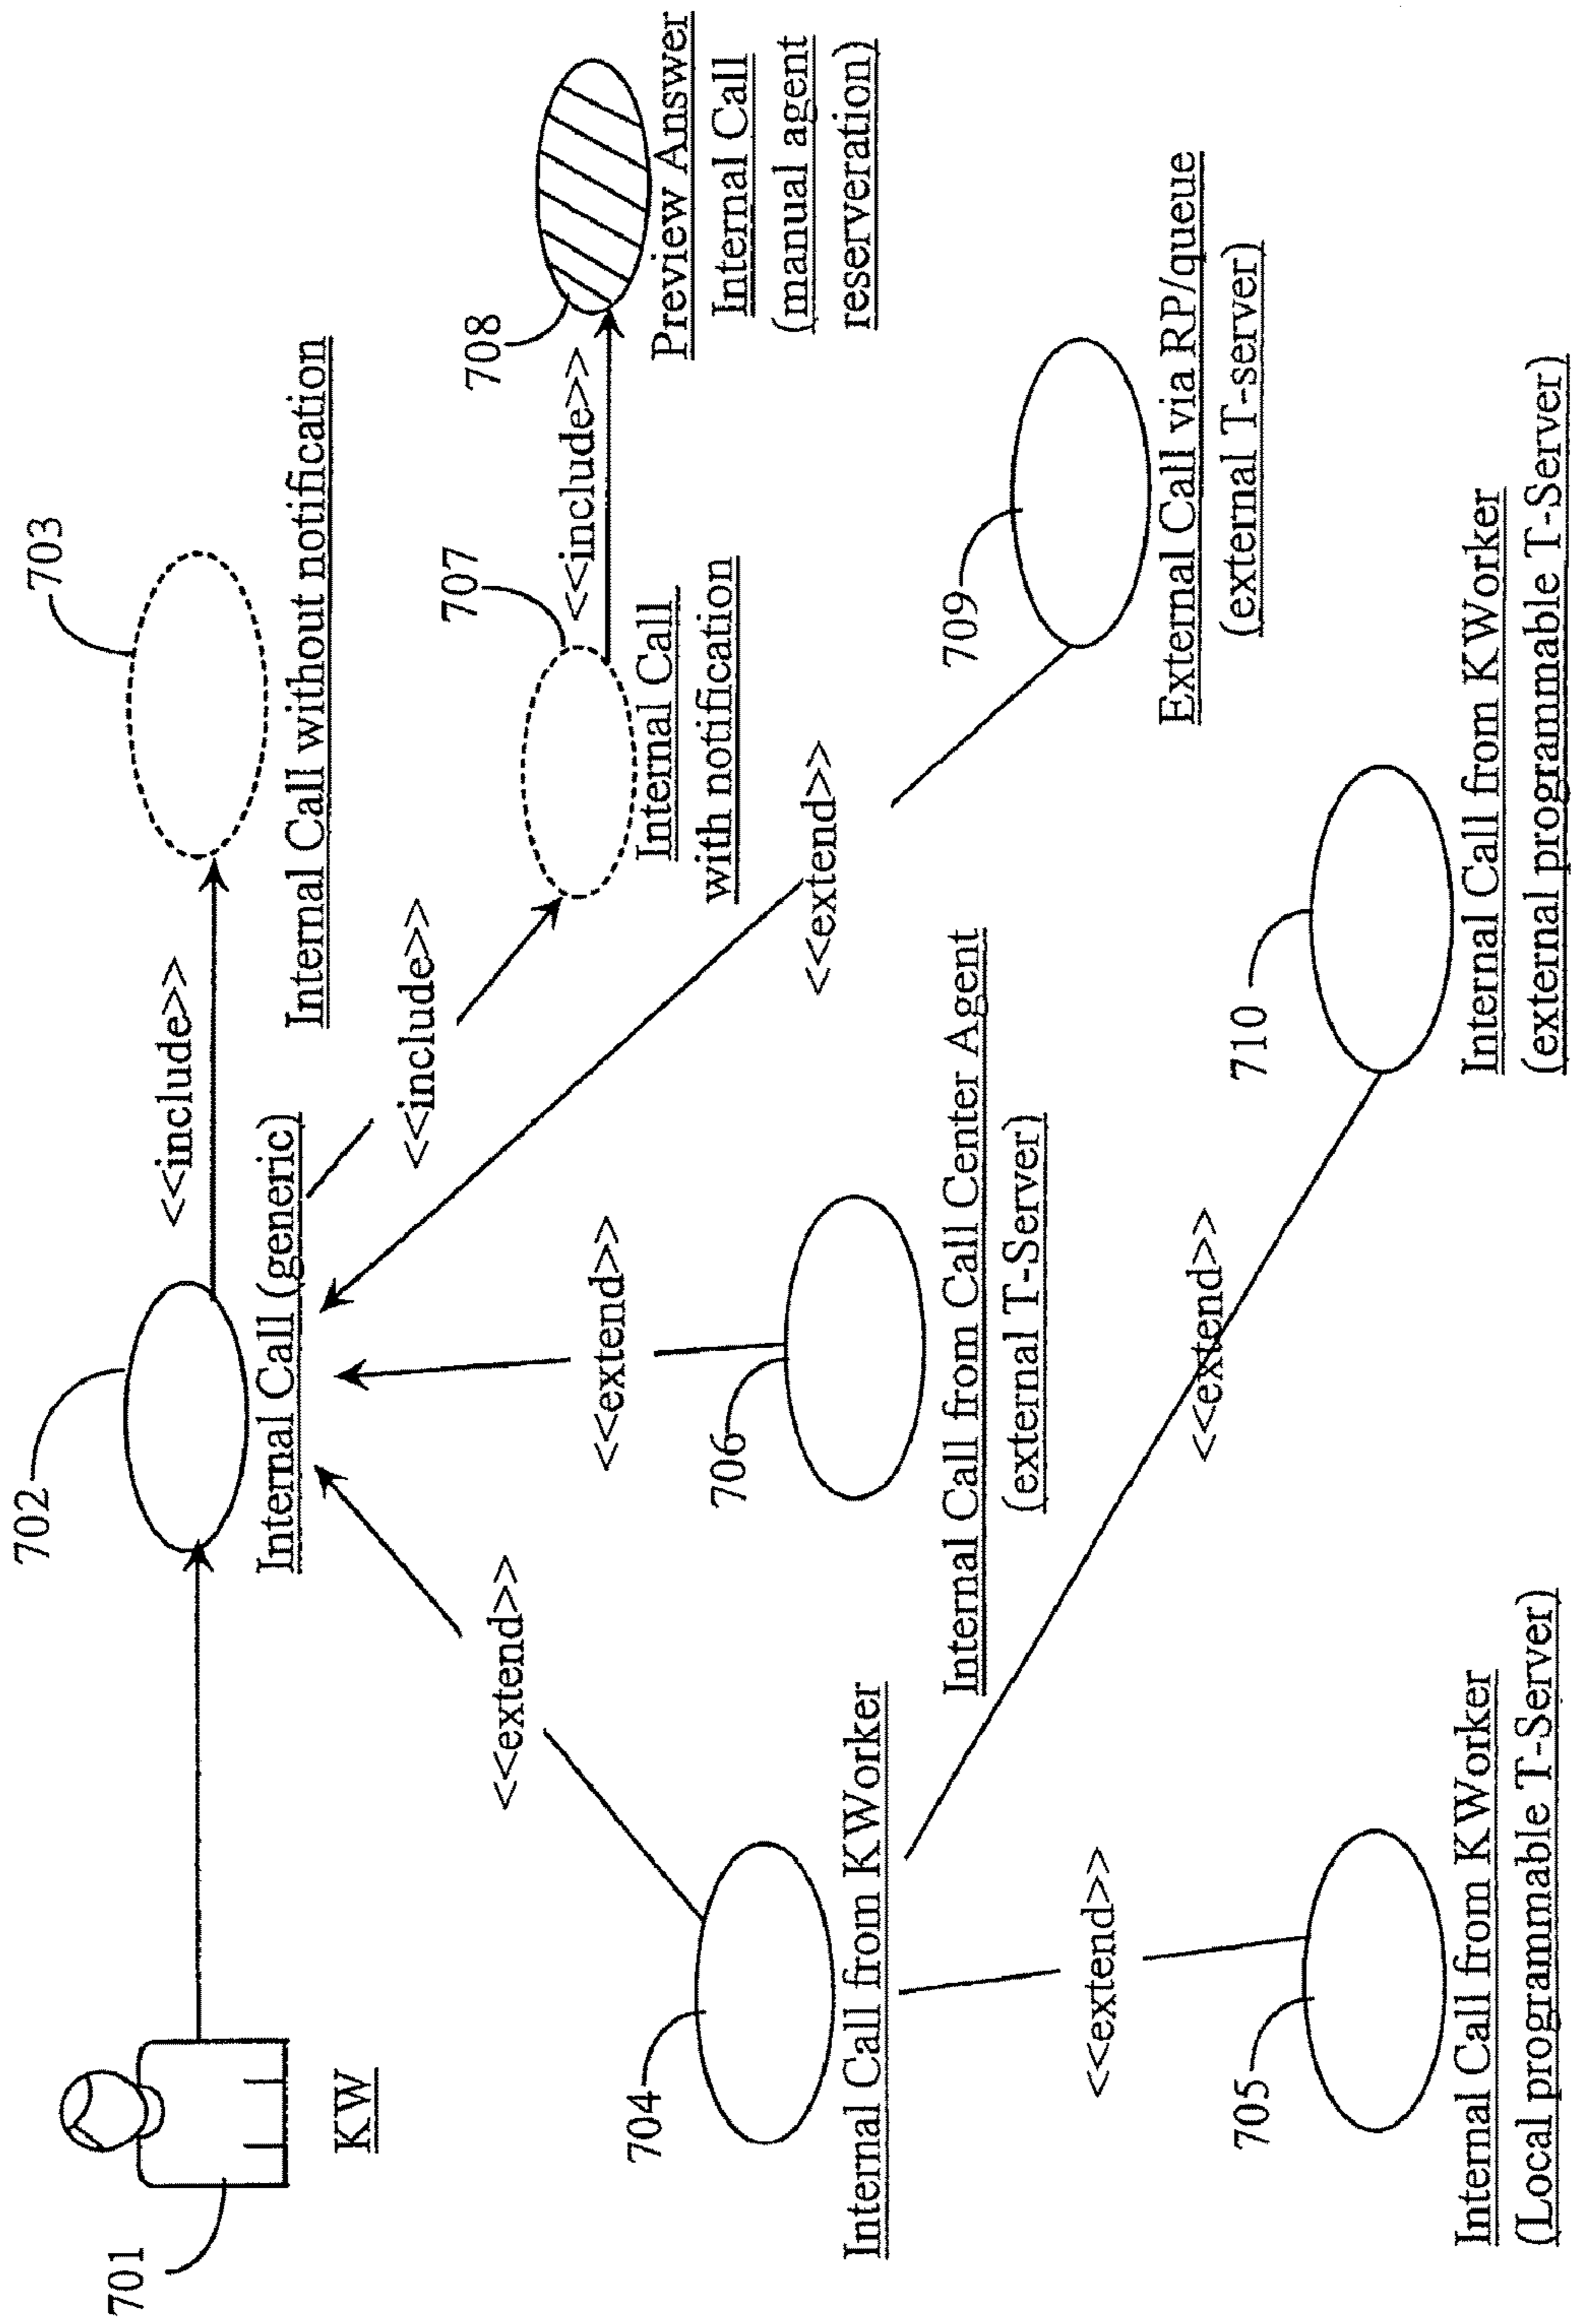 701
KW
702
Internal Call (generic)
<<include>>
703
Internal Call without notification
<<include>>
707
Internal Call
with notification
<<include>>
708
Preview Answer
Internal Call
(manual agent
reserveration)
<<extend>>
<<extend>>
<<extend>>
704
Internal Call from KWorker
706
Internal Call from Call Center Agent
(external T-Server)
709
External Call via RP/queue
(external T-server)
<<extend>>
<<extend>>
705
Internal Call from KWorker
(Local programmable T-Server)
710
Internal Call from KWorker
(external programmable T-Server)